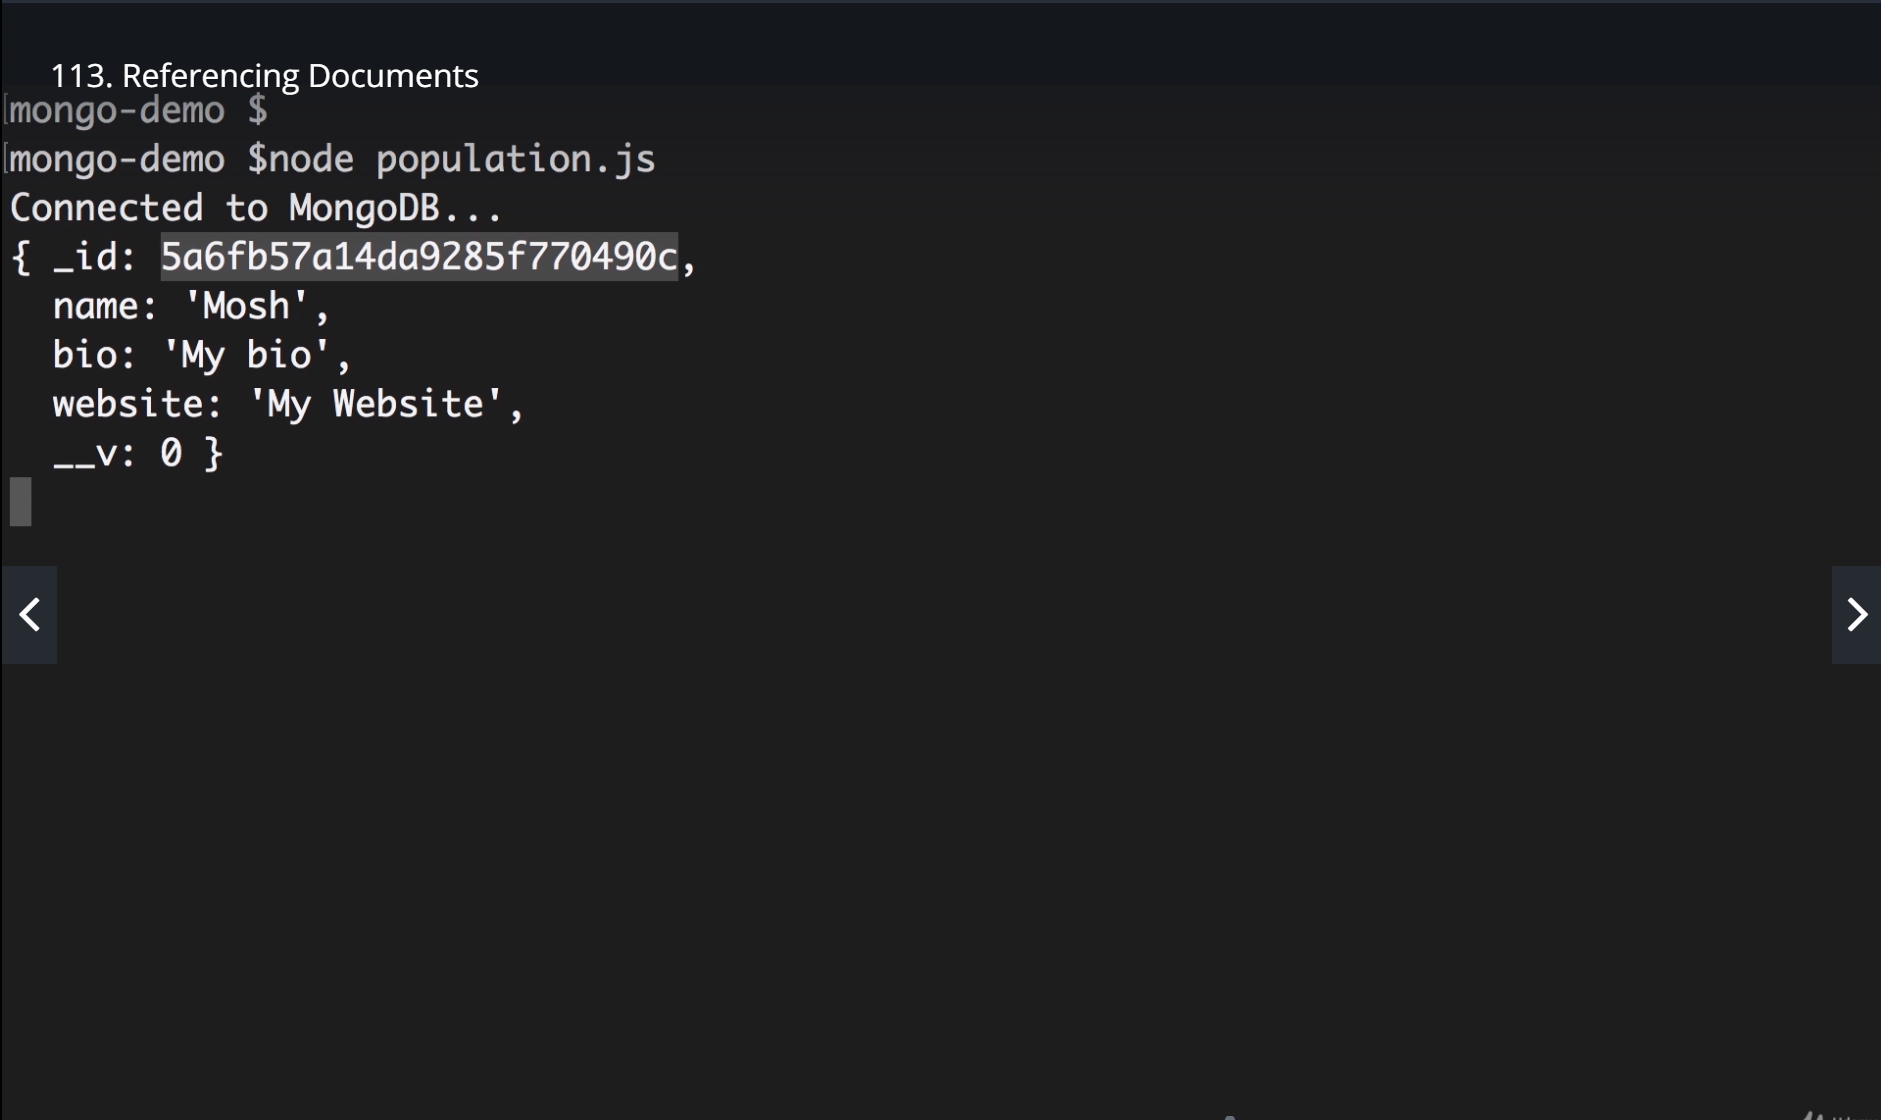 113. Referencing Documents
[mongo-demo $
[mongo-demo $node population.js
Connected to MongoDB...
{ _id: 5a6fb57a14da9285f770490c,
  name: 'Mosh',
  bio: 'My bio',
  website: 'My Website',
  __v: 0 }